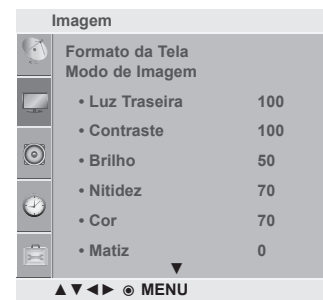 Imagem
Formato da Tela
Modo de Imagem
• Luz Traseira 100
• Contraste 100
• Brilho 50
• Nitidez 70
• Cor 70
• Matiz 0
▼
▲▼◄► ◉ MENU